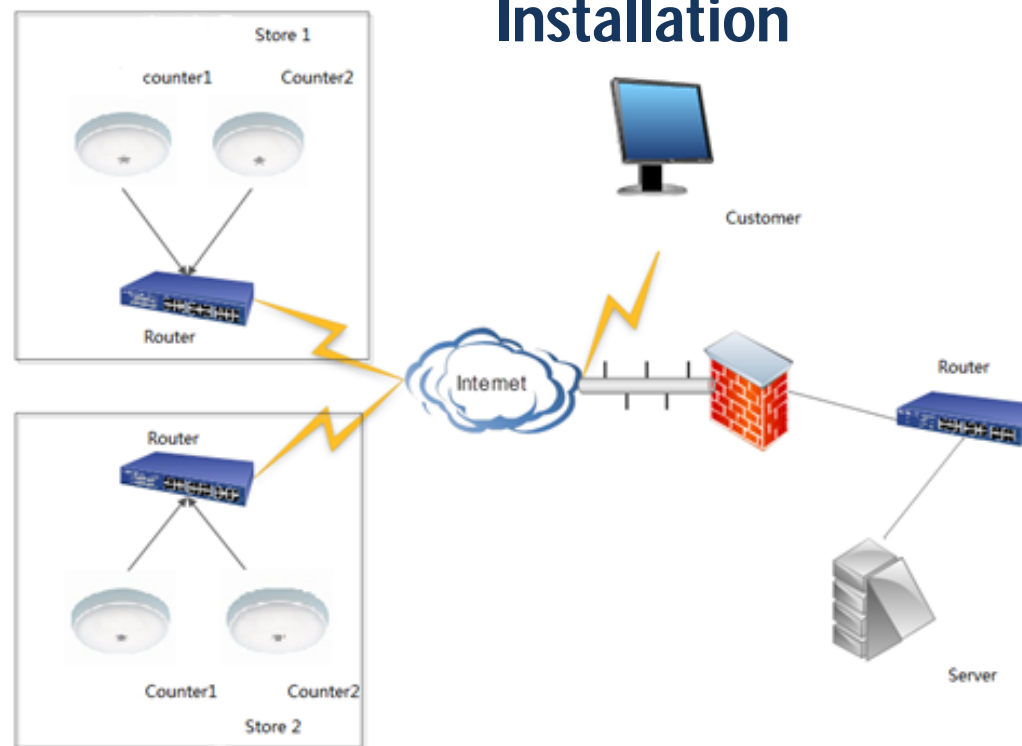 Installation
Store 1
counter1
Counter2
Router
Customer
Internet
Router
Router
Counter1
Counter2
Store 2
Server